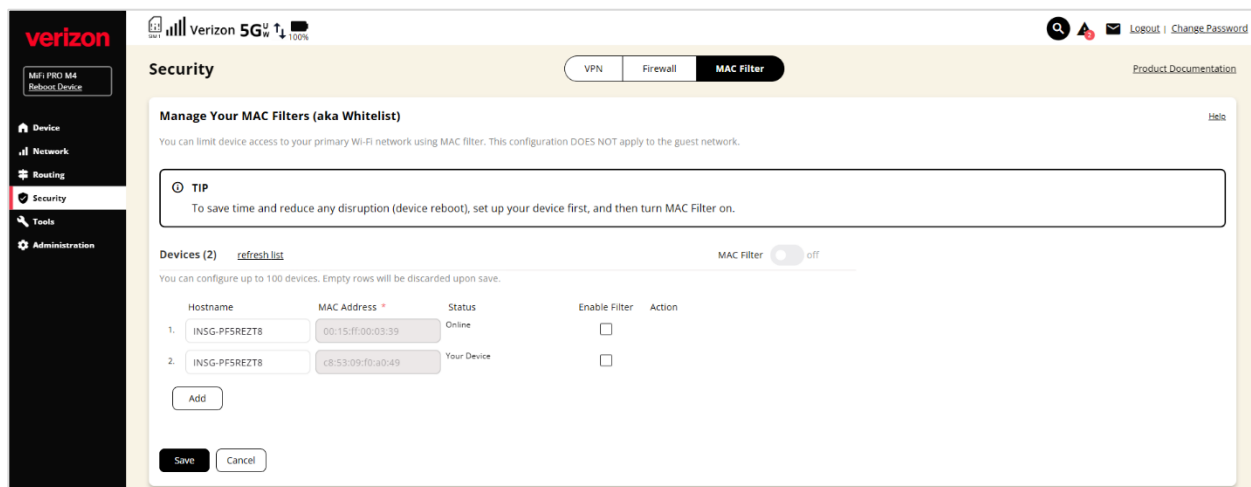 verizon
SIM 1 Verizon 5G UW 100%
2
Logout | Change Password
MiFi PRO M4
Reboot Device
Security
VPN Firewall MAC Filter
Product Documentation
Device
Network
Routing
Security
Tools
Administration
Manage Your MAC Filters (aka Whitelist)
Help
You can limit device access to your primary Wi-Fi network using MAC filter. This configuration DOES NOT apply to the guest network.
TIP
To save time and reduce any disruption (device reboot), set up your device first, and then turn MAC Filter on.
Devices (2) refresh list MAC Filter off
You can configure up to 100 devices. Empty rows will be discarded upon save.
Hostname MAC Address * Status Enable Filter Action
1. INSG-PF5REZT8 00:15:ff:00:03:39 Online
2. INSG-PF5REZT8 c8:53:09:f0:a0:49 Your Device
Add
Save Cancel